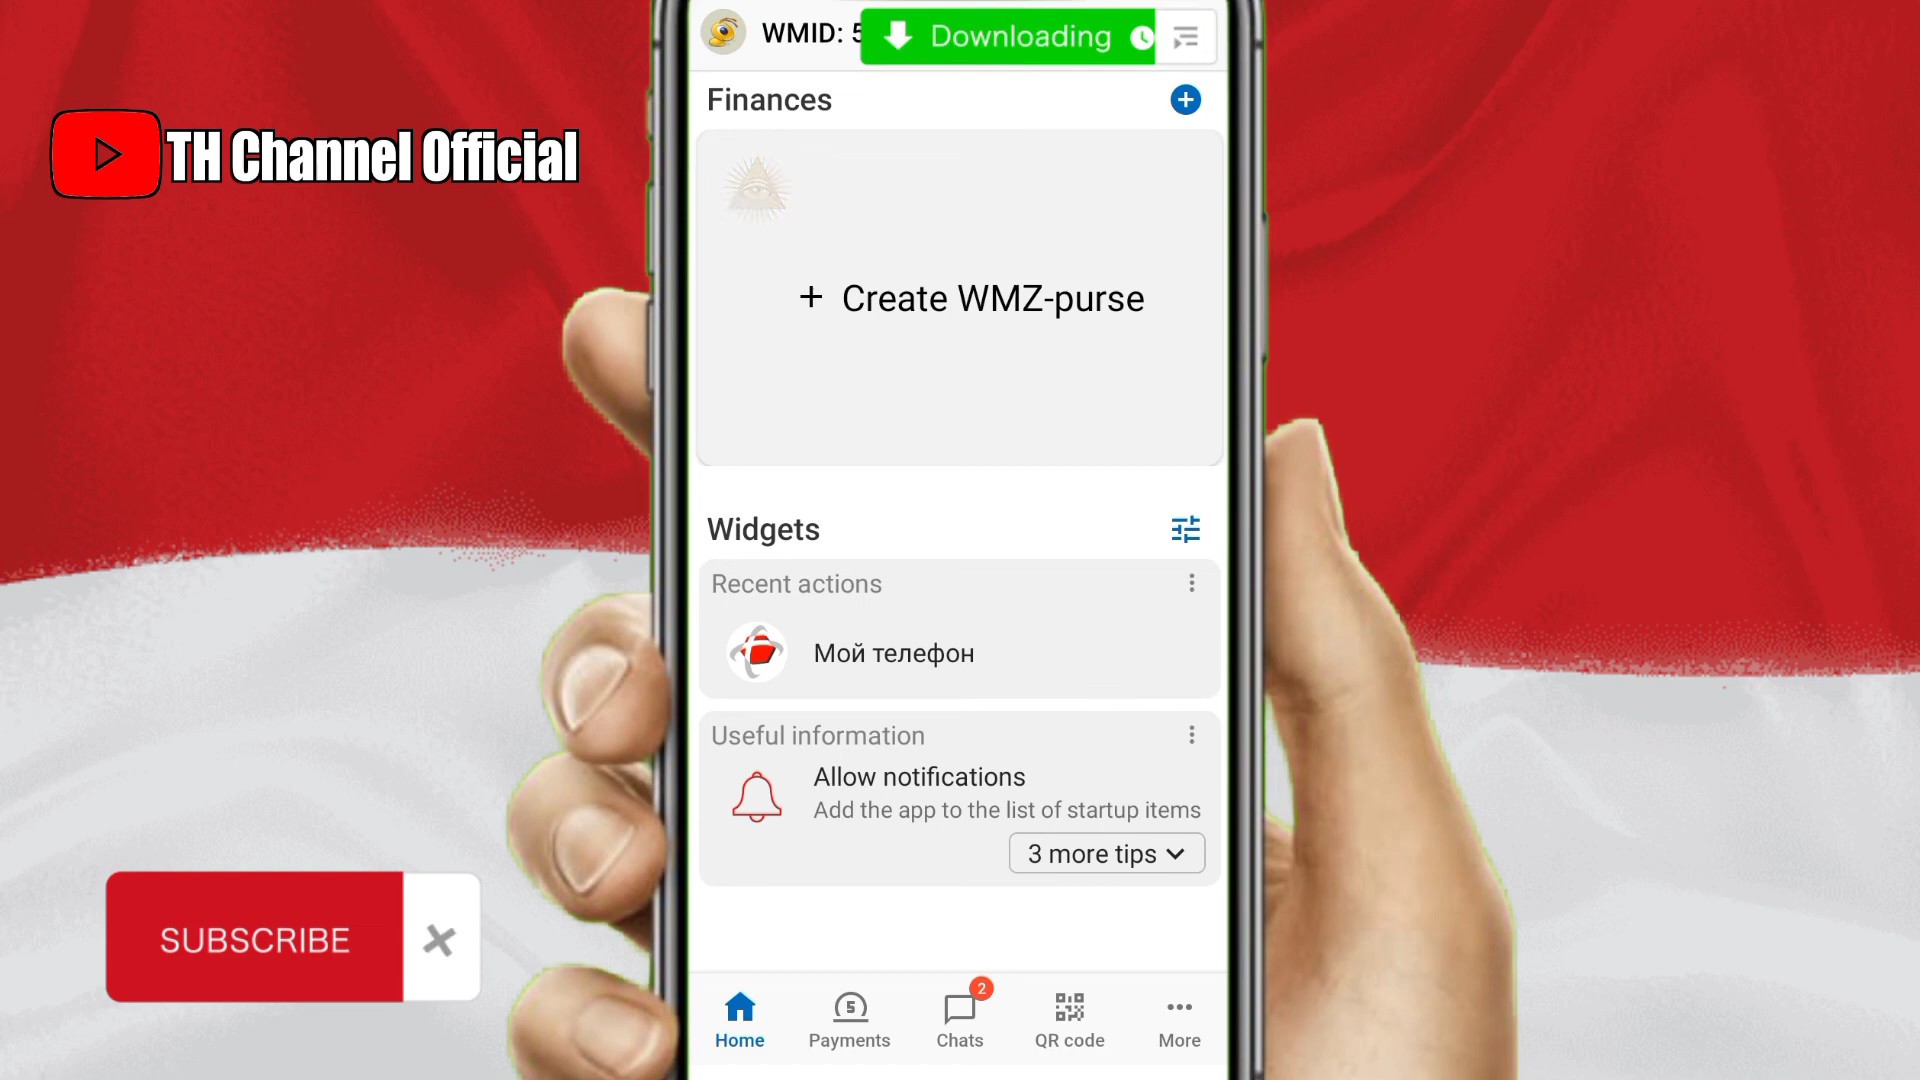 WMID: 5
Downloading
Finances
TH Channel Official
+ Create WMZ-purse
Widgets
Recent actions
Мой телефон
Useful information
Allow notifications
Add the app to the list of startup items
3 more tips
SUBSCRIBE
2
Home
Payments
Chats
QR code
More